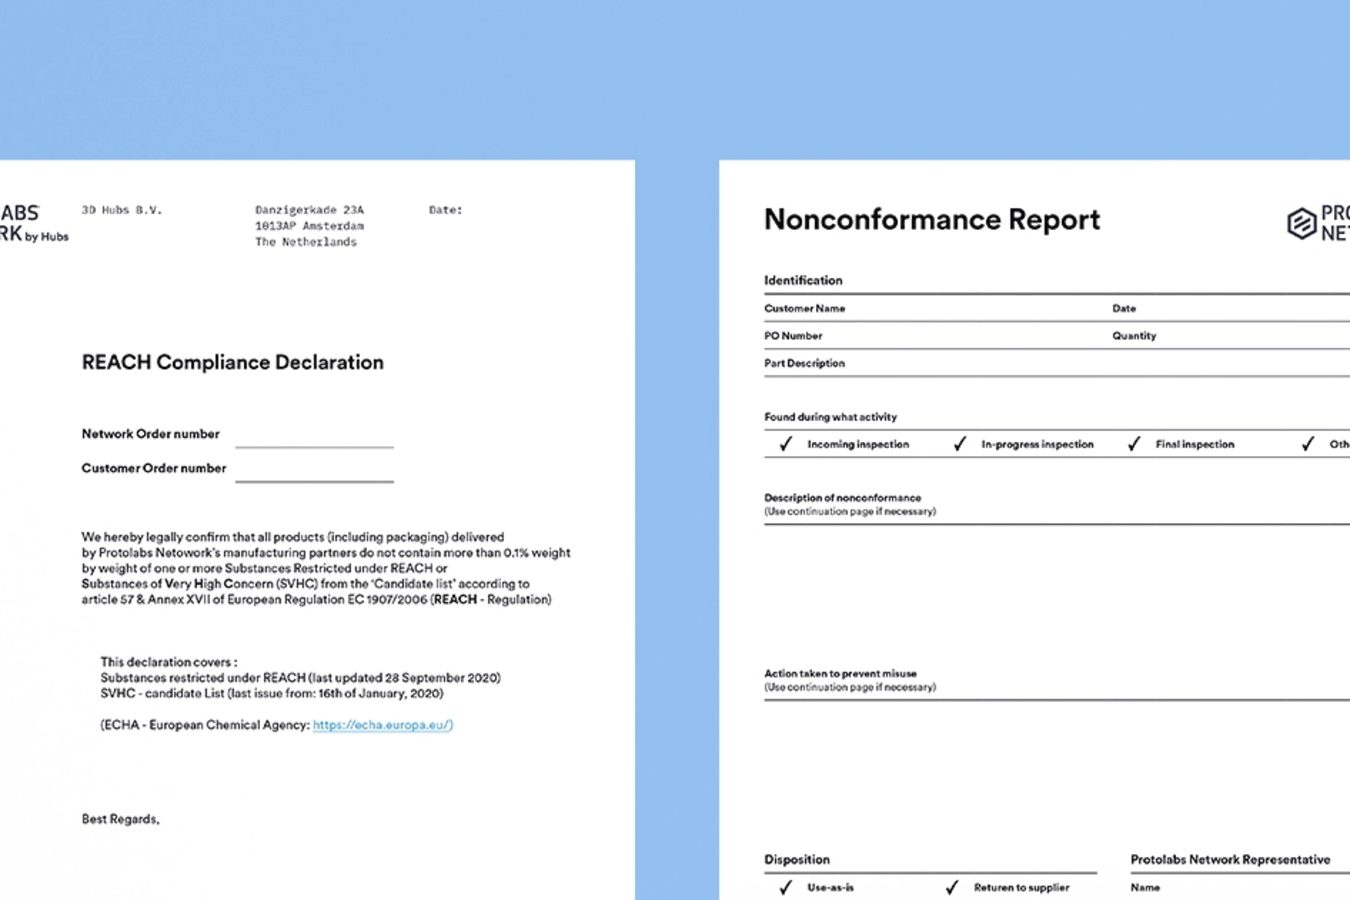 ABS
RK by Hubs
3D Hubs B.V.
Danzigerkade 23A
1013AP Amsterdam
The Netherlands
Date:
REACH Compliance Declaration
Network Order number
Customer Order number
We hereby legally confirm that all products (including packaging) delivered
by Protolabs Netowork's manufacturing partners do not contain more than 0.1% weight
by weight of one or more Substances Restricted under REACH or
Substances of Very High Concern (SVHC) from the 'Candidate list' according to
article 57 & Annex XVII of European Regulation EC 1907/2006 (REACH - Regulation)
This declaration covers :
Substances restricted under REACH (last updated 28 September 2020)
SVHC - candidate List (last issue from: 16th of January, 2020)
(ECHA - European Chemical Agency: https://echa.europa.eu/)
Best Regards,
Nonconformance Report
PRO
NET
Identification
Customer Name
Date
PO Number
Quantity
Part Description
Found during what activity
✓ Incoming inspection ✓ In-progress inspection ✓ Final inspection ✓ Oth
Description of nonconformance
(Use continuation page if necessary)
Action taken to prevent misuse
(Use continuation page if necessary)
Disposition
✓ Use-as-is ✓ Returen to supplier
Protolabs Network Representative
Name